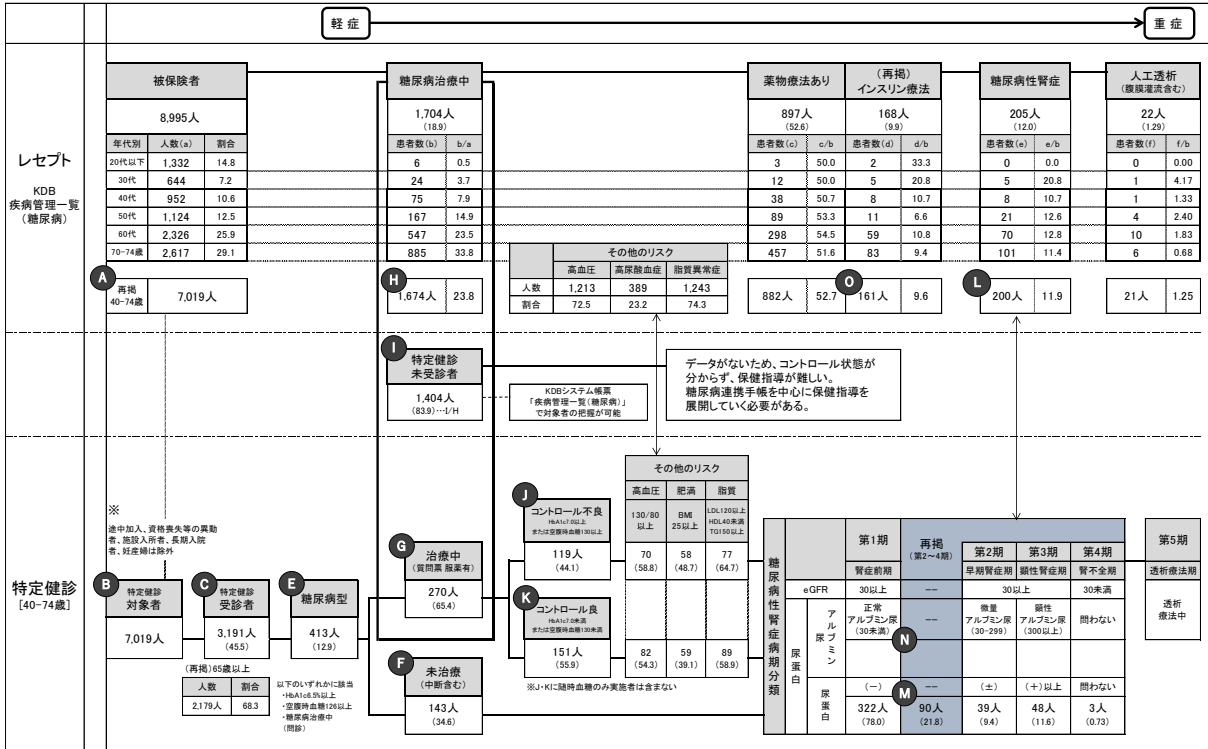 軽症
重症
レセプト
KDB
疾病管理一覧
(糖尿病)
被保険者
8,995人
年代別 人数(a) 割合
20代以下 1,332 14.8
30代 644 7.2
40代 952 10.6
50代 1,124 12.5
60代 2,326 25.9
70-74歳 2,617 29.1
A
再掲
40-74歳
7,019人
糖尿病治療中
1,704人
(18.9)
患者数(b) b/a
6 0.5
24 3.7
75 7.9
167 14.9
547 23.5
885 33.8
H
1,674人 23.8
その他のリスク
高血圧 高尿酸血症 脂質異常症
人数 1,213 389 1,243
割合 72.5 23.2 74.3
薬物療法あり
897人
(52.6)
患者数(c) c/b
3 50.0
12 50.0
38 50.7
89 53.3
298 54.5
457 51.6
882人 52.7
(再掲)
インスリン療法
168人
(9.9)
患者数(d) d/b
2 33.3
5 20.8
8 10.7
11 6.6
59 10.8
83 9.4
O
161人 9.6
糖尿病性腎症
205人
(12.0)
患者数(e) e/b
0 0.0
5 20.8
8 10.7
21 12.6
70 12.8
101 11.4
L
200人 11.9
人工透析
(腹膜灌流含む)
22人
(1.29)
患者数(f) f/b
0 0.00
1 4.17
1 1.33
4 2.40
10 1.83
6 0.68
21人 1.25
I
特定健診
未受診者
1,404人
(83.9)…I/H
KDBシステム帳票
「疾病管理一覧(糖尿病)」
で対象者の把握が可能
データがないため、コントロール状態が
分からず、保健指導が難しい。
糖尿病連携手帳を中心に保健指導を
展開していく必要がある。
特定健診
[40-74歳]
※
途中加入、資格喪失等の異動
者、施設入所者、長期入院
者、妊産婦は除外
B
特定健診
対象者
7,019人
C
特定健診
受診者
3,191人
(45.5)
(再掲)65歳以上
人数 割合
2,179人 68.3
E
糖尿病型
413人
(12.9)
以下のいずれかに該当
・HbA1c6.5%以上
・空腹時血糖126以上
・糖尿病治療中
(問診)
G
治療中
(質問票 服薬有)
270人
(65.4)
F
未治療
(中断含む)
143人
(34.6)
J
コントロール不良
HbA1c7.0以上
または空腹時血糖130以上
119人
(44.1)
K
コントロール良
HbA1c7.0未満
または空腹時血糖130未満
151人
(55.9)
※J・Kに随時血糖のみ実施者は含まない
その他のリスク
高血圧 肥満 脂質
130/80
以上
BMI
25以上
LDL120以上
HDL40未満
TG150以上
70 58 77
(58.8) (48.7) (64.7)
82 59 89
(54.3) (39.1) (58.9)
糖尿病性腎症病期分類
第1期
腎症前期
再掲
(第2~4期)
第2期 第3期 第4期
早期腎症期 顕性腎症期 腎不全期
第5期
透析療法期
透析
療法中
eGFR 30以上 -- 30以上 30未満
尿蛋白
尿アルブミン
正常
アルブミン尿
(30未満)
--
微量
アルブミン尿
(30-299)
顕性
アルブミン尿
(300以上)
問わない
N
尿蛋白
(-) -- (±) (+)以上 問わない
M
322人 90人 39人 48人 3人
(78.0) (21.8) (9.4) (11.6) (0.73)